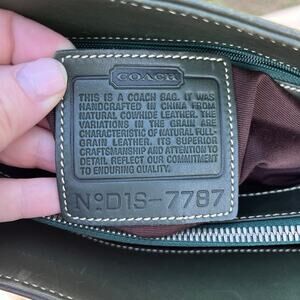 COACH
THIS IS A COACH BAG. IT WAS
HANDCRAFTED IN CHINA FROM
NATURAL COWHIDE LEATHER. THE
VARIATIONS IN THE GRAIN ARE
CHARACTERISTIC OF NATURAL FULL-
GRAIN LEATHER. ITS SUPERIOR
CRAFTSMANSHIP AND ATTENTION TO
DETAIL REFLECT OUR COMMITMENT
TO ENDURING QUALITY.
Nº D1S-7787